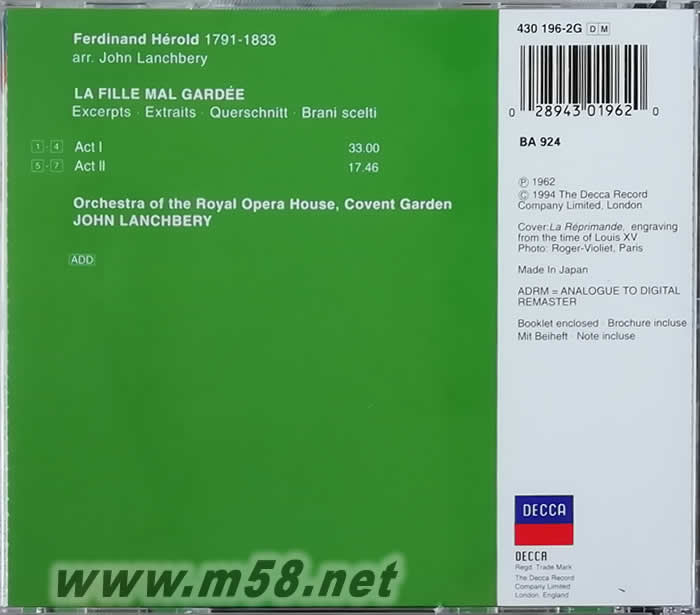 Ferdinand Hérold 1791-1833
arr. John Lanchbery
LA FILLE MAL GARDÉE
Excerpts · Extraits · Querschnitt · Brani scelti
1 - 4 Act I 33.00
5 - 7 Act II 17.46
Orchestra of the Royal Opera House, Covent Garden
JOHN LANCHBERY
ADD
430 196-2G DM
0 28943 01962 0
BA 924
℗ 1962
© 1994 The Decca Record
Company Limited, London
Cover: La Réprimande, engraving
from the time of Louis XV
Photo: Roger-Violiet, Paris
Made In Japan
ADRM = ANALOGUE TO DIGITAL
REMASTER
Booklet enclosed · Brochure incluse
Mit Beiheft · Note incluse
DECCA
DECCA
Regd. Trade Mark
The Decca Record
Company Limited
London, England
www.m58.net